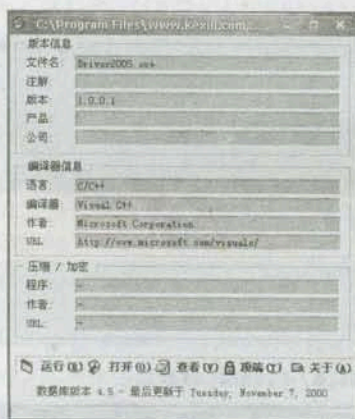 C:\Program Files\www.kexin.com,...
版本信息
文件名: Driver2005.exe
注解:
版本: 1.0.0.1
产品:
公司:
编译器信息
语言: C/C++
编译器: Visual C++
作者: Microsoft Corporation
URL: http://www.microsoft.com/visualc/
压缩 / 加密
程序: -
作者: -
URL: -
运行(R) 打开(O) 查看(V) 顶端(T) 关于(A)
数据库版本 4.5 - 最后更新于 Tuesday, November 7, 2000